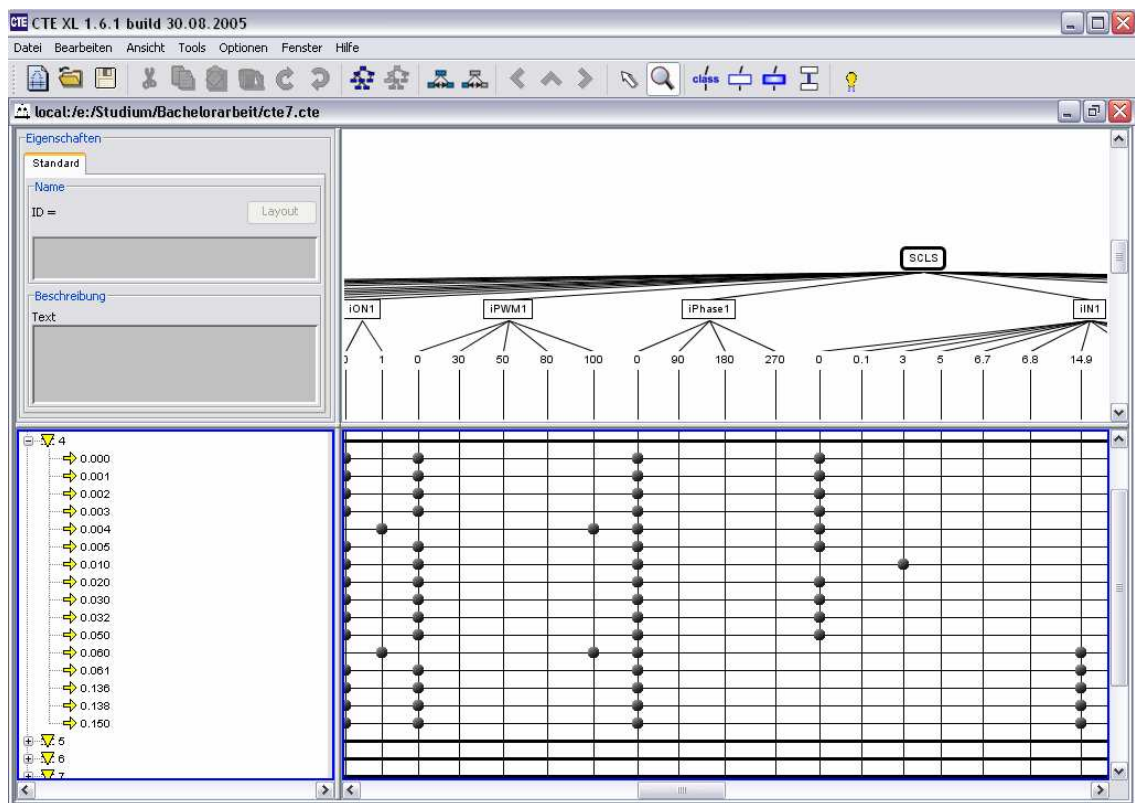 CTE XL 1.6.1 build 30.08.2005
Datei Bearbeiten Ansicht Tools Optionen Fenster Hilfe
class
local:/e:/Studium/Bachelorarbeit/cte7.cte
Eigenschaften
Standard
Name
ID =
Layout
Beschreibung
Text
SCLS
iON1 iPWM1 iPhase1 iIN1
0 1 0 30 50 80 100 0 90 180 270 0 0.1 3 5 6.7 6.8 14.9
4
0.000
0.001
0.002
0.003
0.004
0.005
0.010
0.020
0.030
0.032
0.050
0.060
0.061
0.136
0.138
0.150
5
6
7